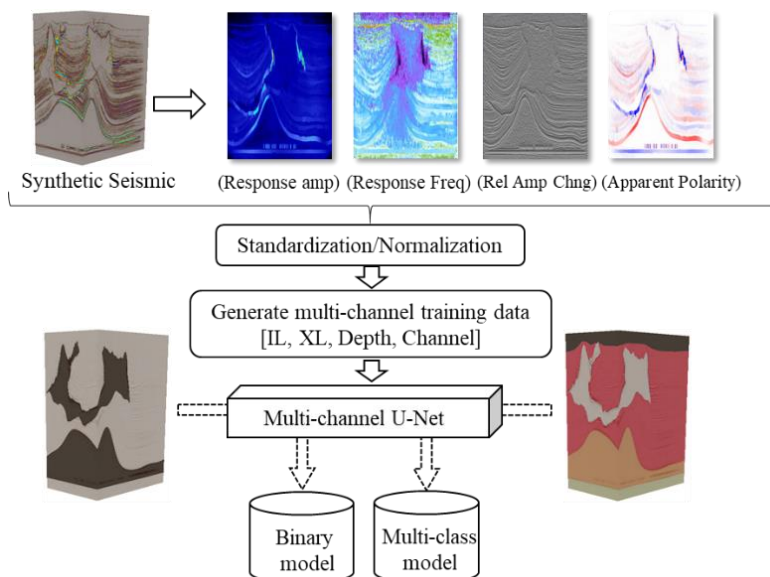 Synthetic Seismic
(Response amp)
(Response Freq)
(Rel Amp Chng)
(Apparent Polarity)
Standardization/Normalization
Generate multi-channel training data
[IL, XL, Depth, Channel]
Multi-channel U-Net
Binary
model
Multi-class
model